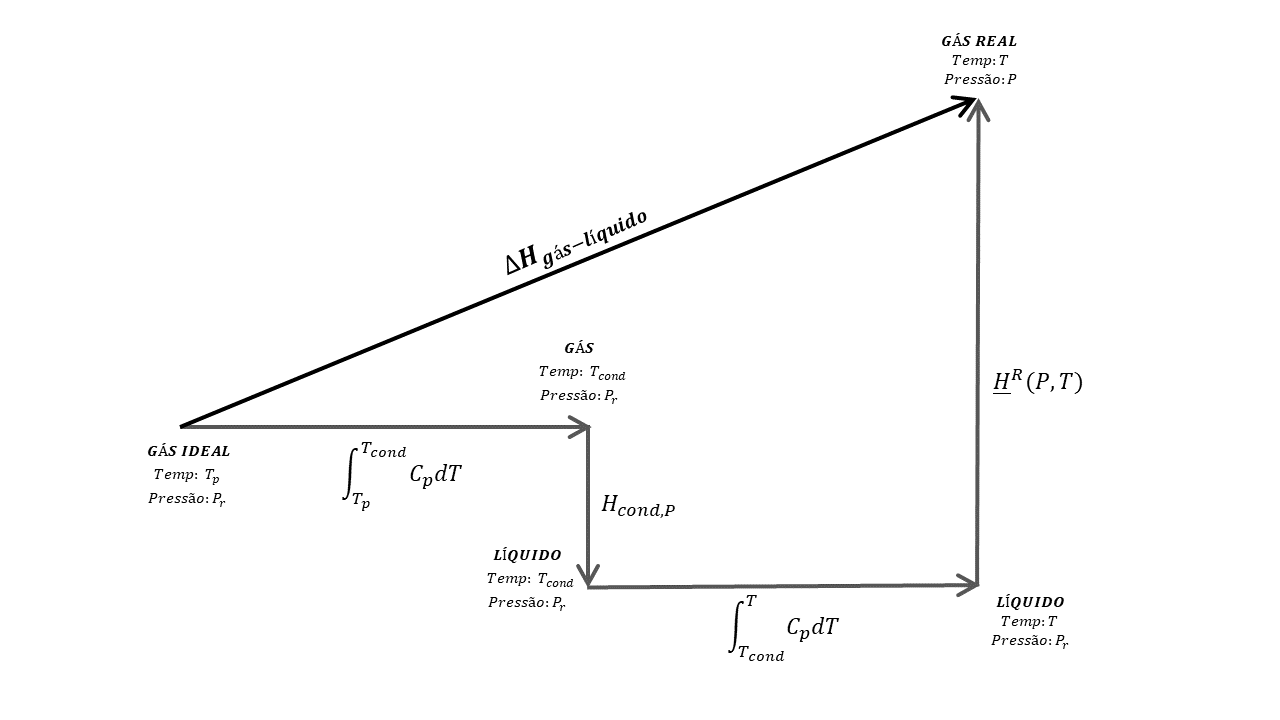 GÁS REAL
Temp: T
Pressão: P
ΔH gás−líquido
GÁS
Temp: T_cond
Pressão: P_r
H^R (P, T)
GÁS IDEAL
Temp: T_p
Pressão: P_r
∫_{T_p}^{T_cond} C_p dT
H_cond,P
LÍQUIDO
Temp: T_cond
Pressão: P_r
∫_{T_cond}^{T} C_p dT
LÍQUIDO
Temp: T
Pressão: P_r